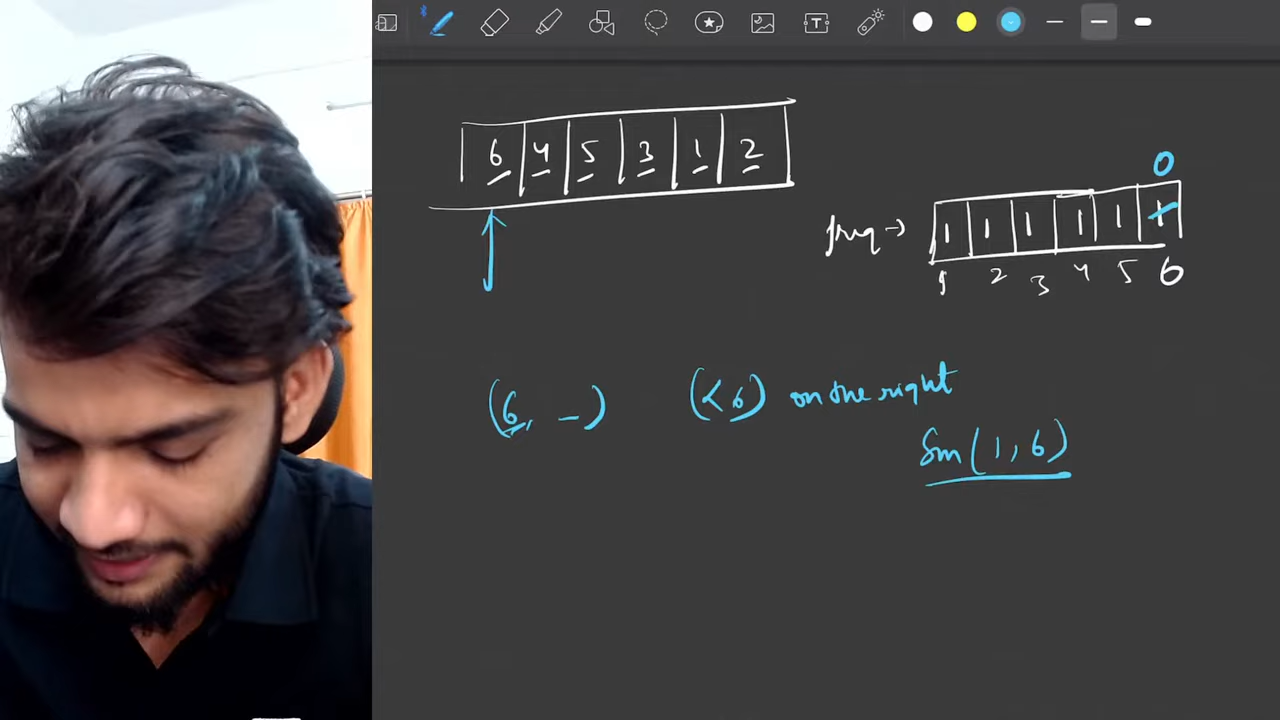 6 4 5 3 1 2
0
freq → 1 1 1 1 1 1
1 2 3 4 5 6
(6, _) (< 6) on the right
Sm(1, 6)